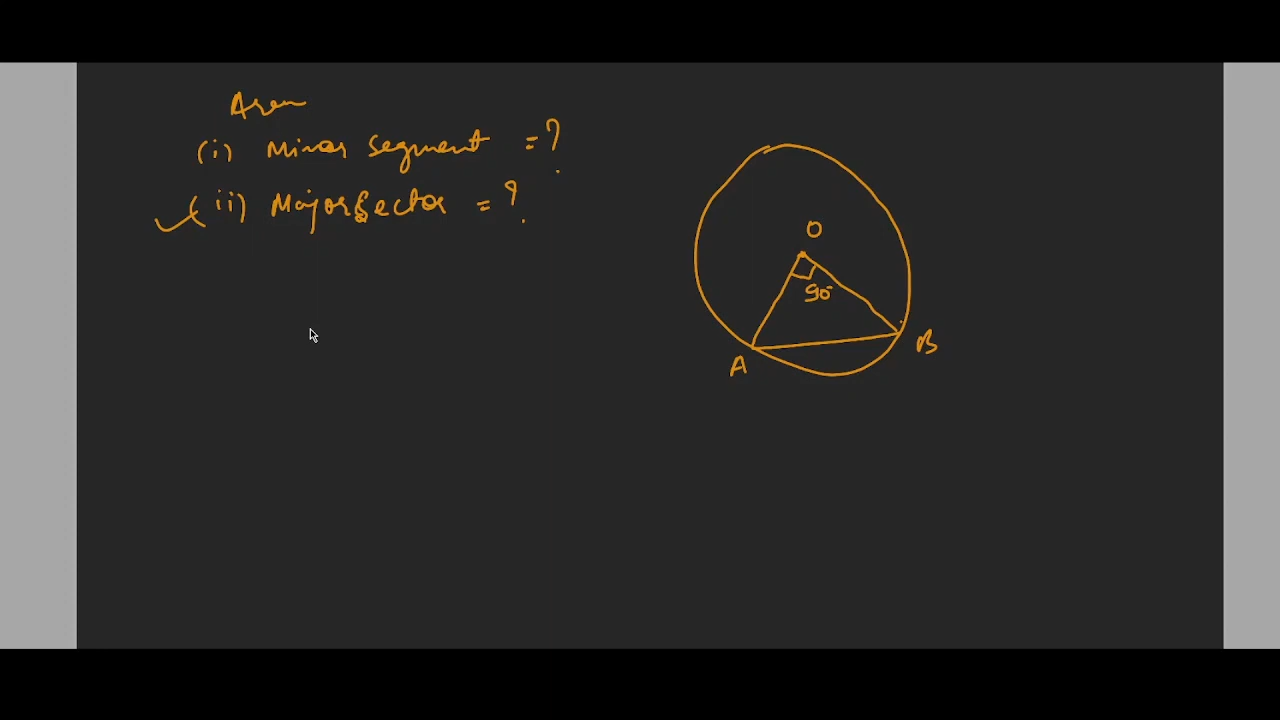 Area
(i) Minor segment = ?
(ii) Major Sector = ?
O
90°
A
B